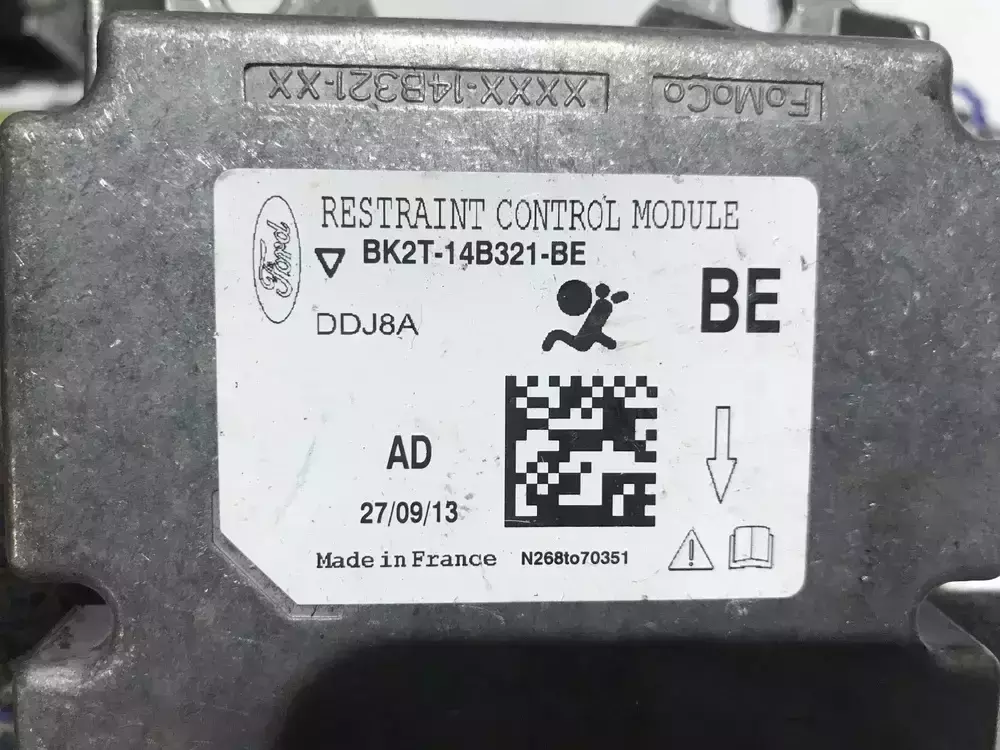 XXXX-14B321-XX
FoMoCo
Ford
RESTRAINT CONTROL MODULE
BK2T-14B321-BE
BE
DDJ8A
AD
27/09/13
Made in France
N268to70351